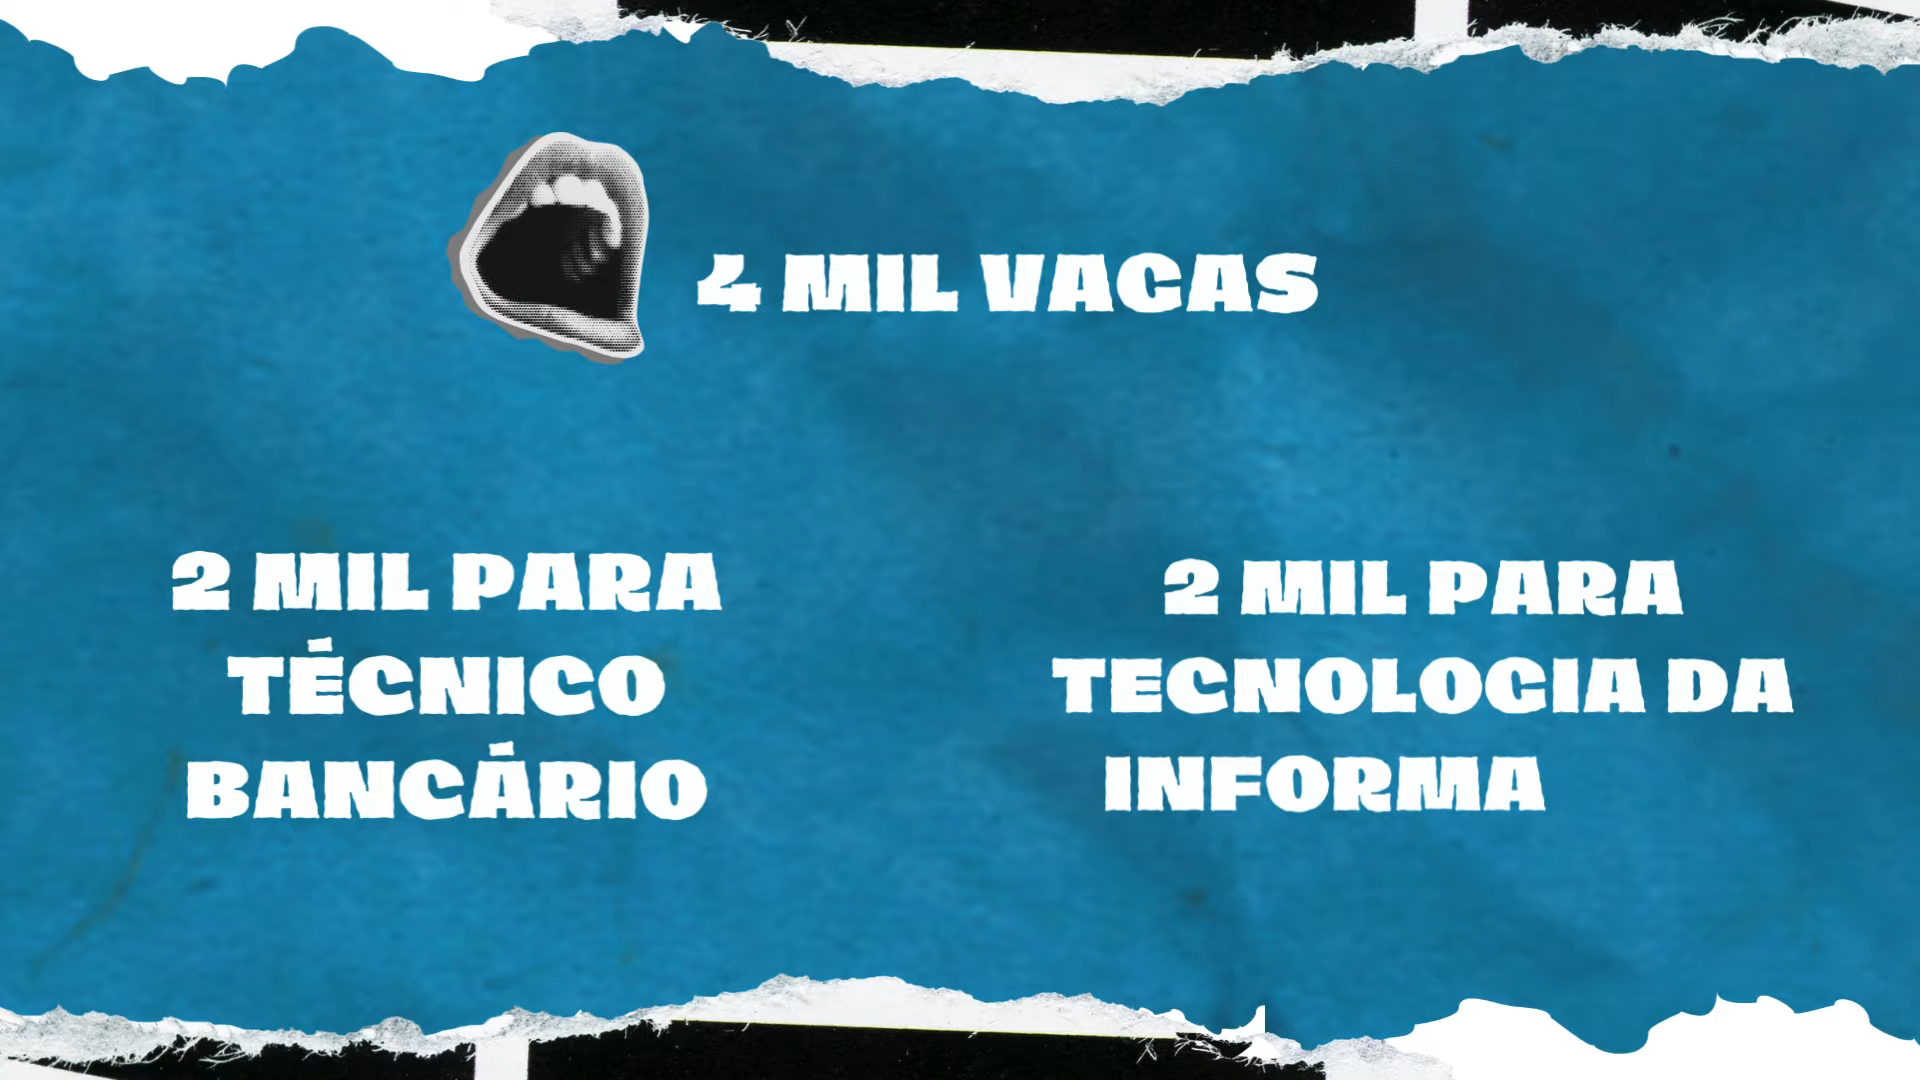 4 MIL VAGAS
2 MIL PARA
TÉCNICO
BANCÁRIO
2 MIL PARA
TECNOLOGIA DA
INFORMA